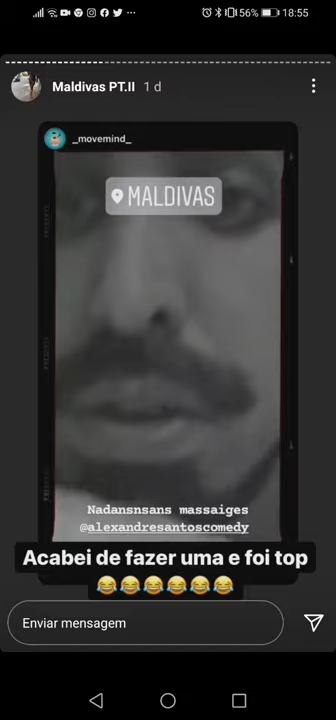 56% 18:55
Maldivas PT.II 1 d
_movemind_
MALDIVAS
Nadansnsans massaiges
@alexandresantoscomedy
Acabei de fazer uma e foi top
😂😂😂😂😂😂
Enviar mensagem